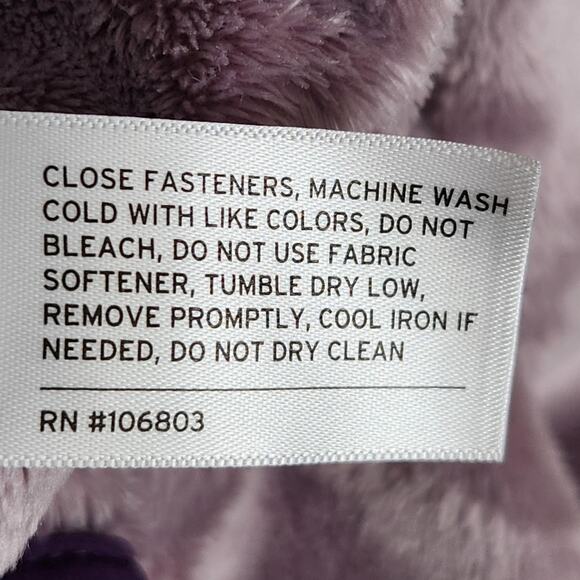 CLOSE FASTENERS, MACHINE WASH
COLD WITH LIKE COLORS, DO NOT
BLEACH, DO NOT USE FABRIC
SOFTENER, TUMBLE DRY LOW,
REMOVE PROMPTLY, COOL IRON IF
NEEDED, DO NOT DRY CLEAN
RN #106803